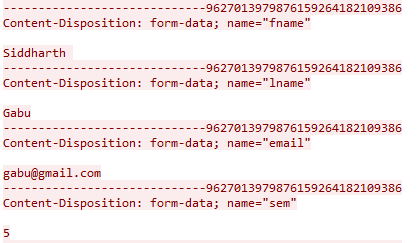 -----------------------------9627013979876159264182109386
Content-Disposition: form-data; name="fname"
Siddharth
-----------------------------9627013979876159264182109386
Content-Disposition: form-data; name="lname"
Gabu
-----------------------------9627013979876159264182109386
Content-Disposition: form-data; name="email"
gabu@gmail.com
-----------------------------9627013979876159264182109386
Content-Disposition: form-data; name="sem"
5